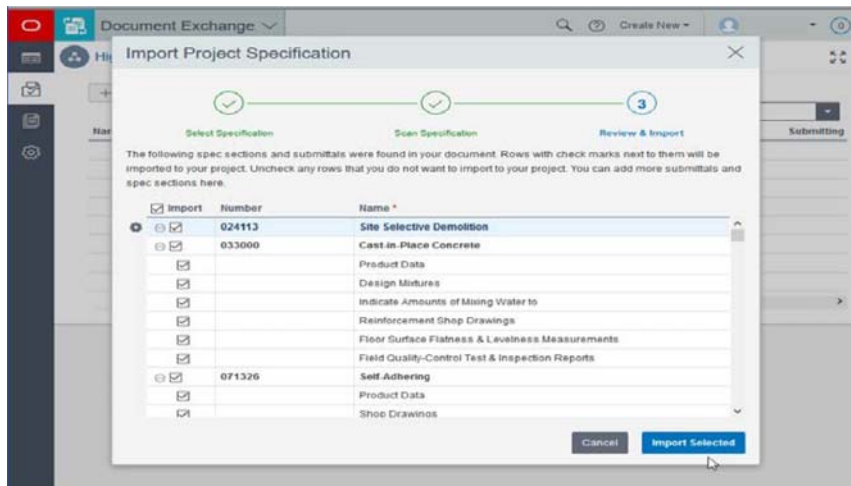 Document Exchange
Create New
Hi
Import Project Specification
3
Select Specification
Scan Specification
Review & Import
Nar
Submitting
The following spec sections and submittals were found in your document. Rows with check marks next to them will be
imported to your project. Uncheck any rows that you do not want to import to your project. You can add more submittals and
spec sections here.
Import Number Name *
024113 Site Selective Demolition
033000 Cast-in-Place Concrete
Product Data
Design Mixtures
Indicate Amounts of Mixing Water to
Reinforcement Shop Drawings
Floor Surface Flatness & Levelness Measurements
Field Quality-Control Test & Inspection Reports
071326 Self-Adhering
Product Data
Shop Drawings
Cancel
Import Selected